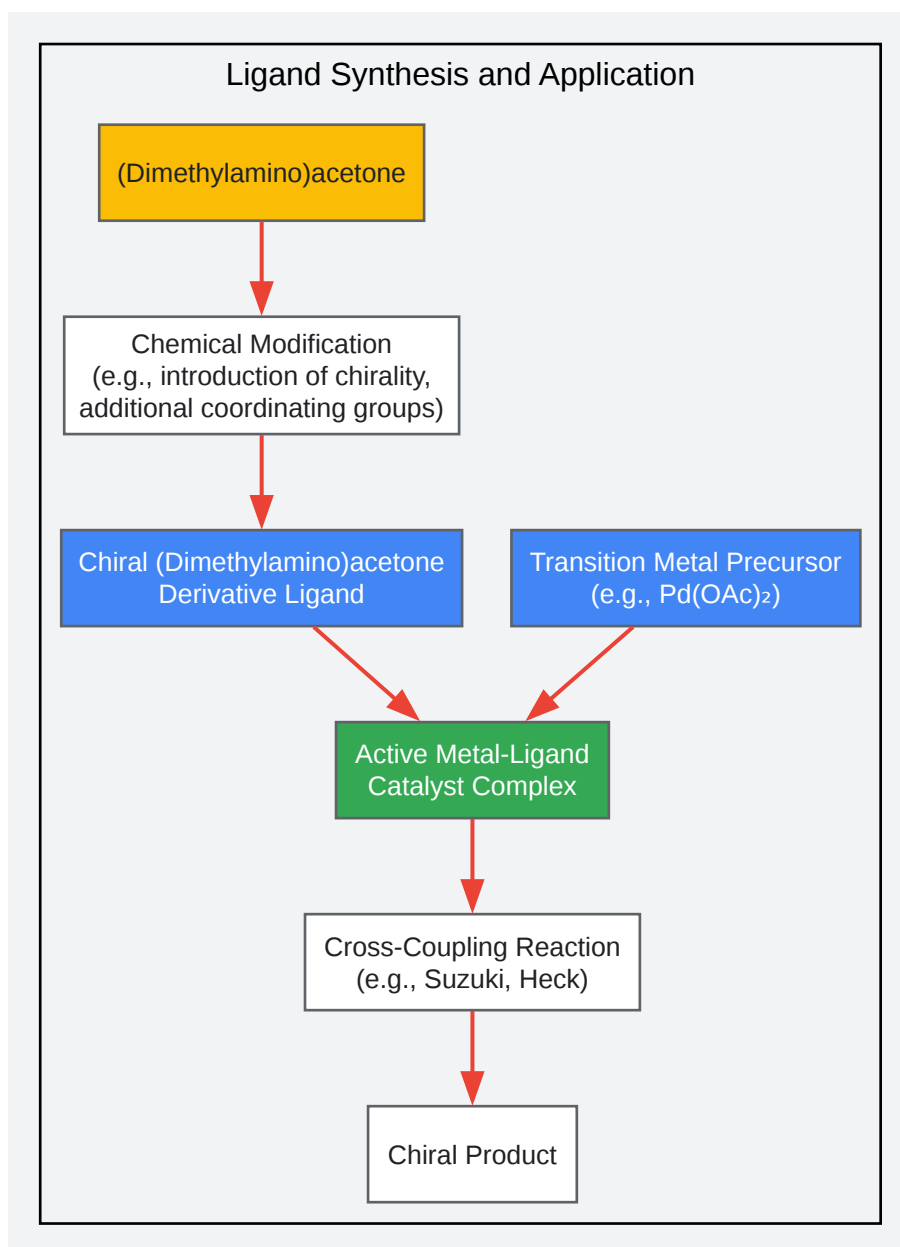 Ligand Synthesis and Application
(Dimethylamino)acetone
Chemical Modification
(e.g., introduction of chirality,
additional coordinating groups)
Chiral (Dimethylamino)acetone
Derivative Ligand
Transition Metal Precursor
(e.g., Pd(OAc)₂)
Active Metal-Ligand
Catalyst Complex
Cross-Coupling Reaction
(e.g., Suzuki, Heck)
Chiral Product